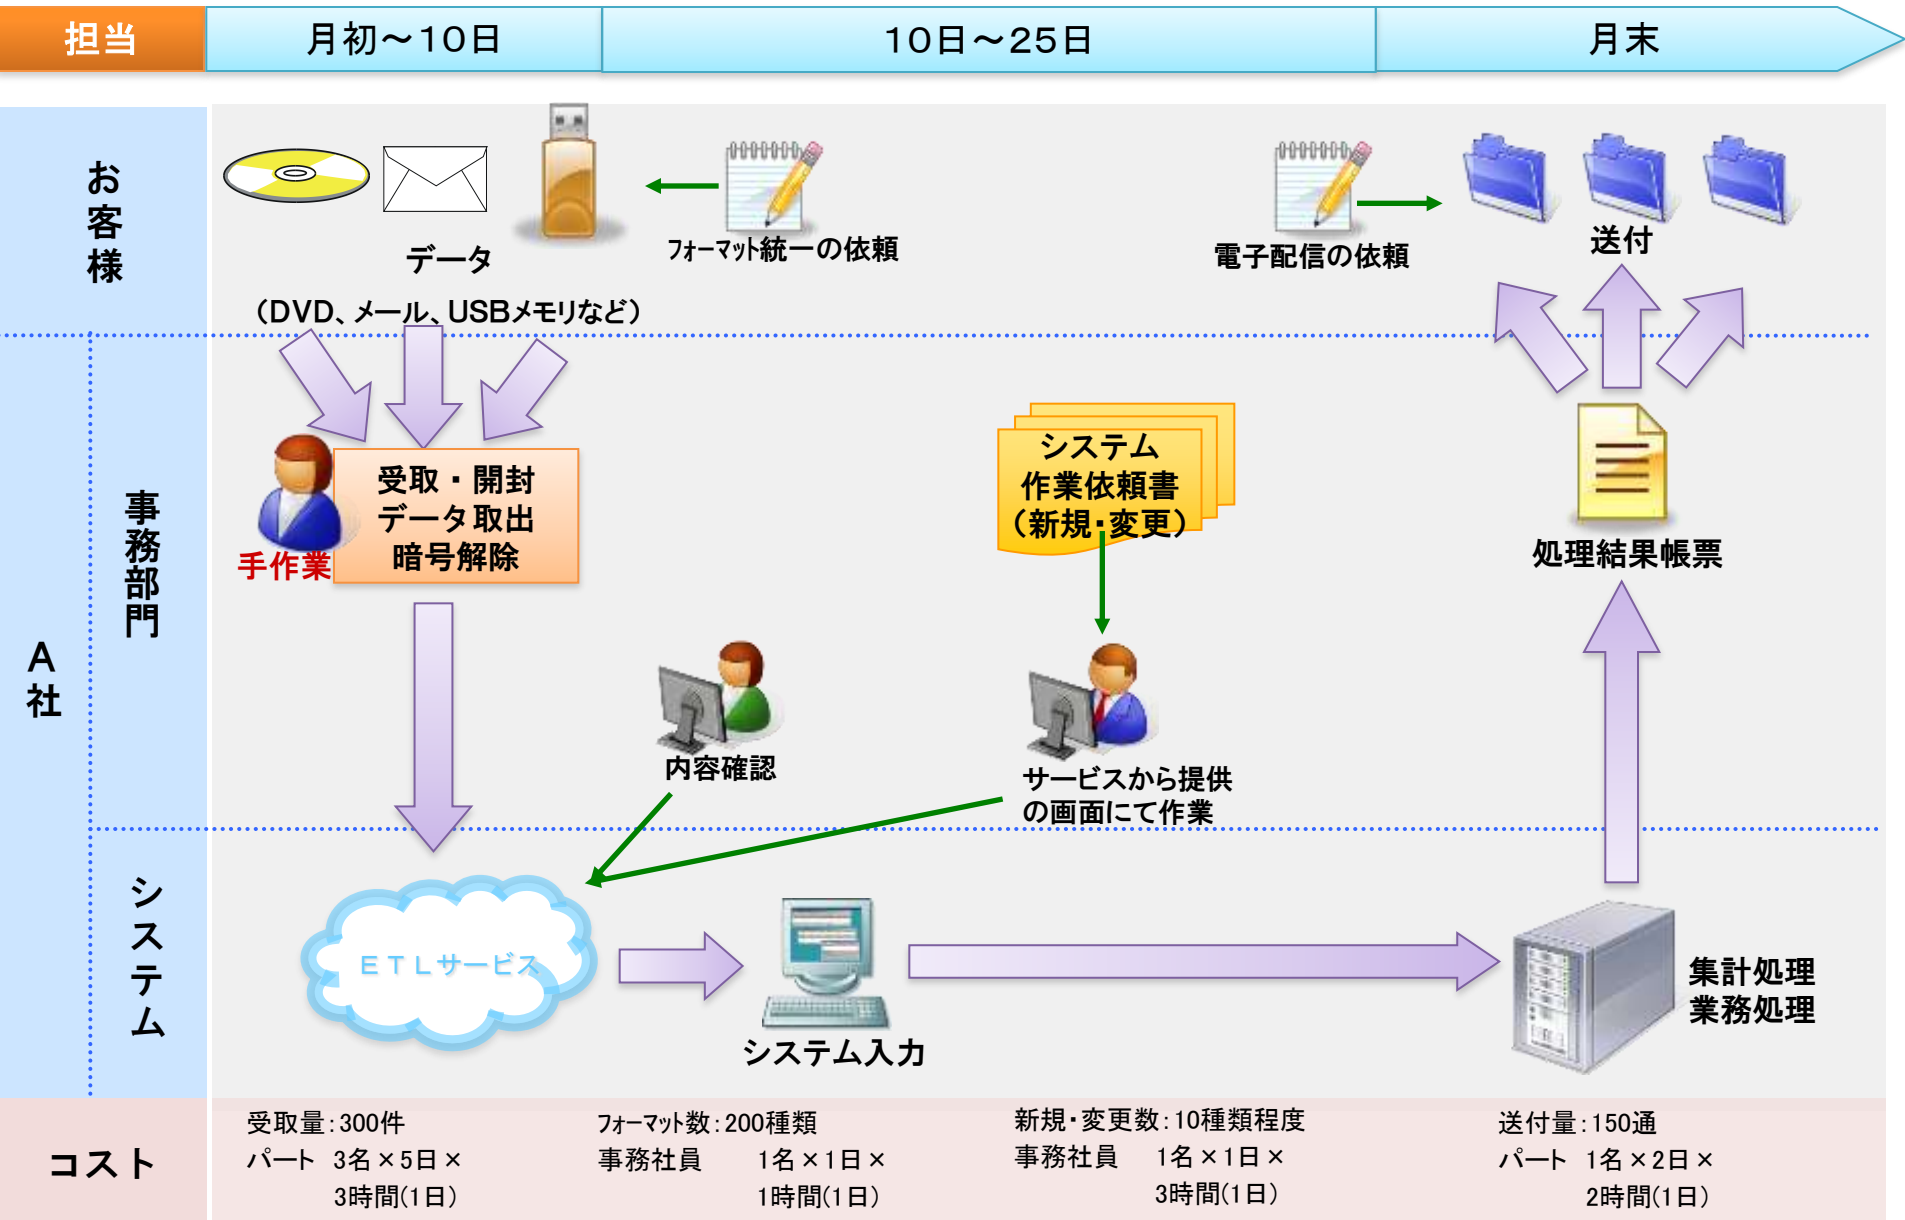 担当
月初～10日
10日～25日
月末
お客様
データ
（DVD、メール、USBメモリなど）
フォーマット統一の依頼
電子配信の依頼
送付
A社
事務部門
受取・開封
データ取出
暗号解除
手作業
システム
作業依頼書
（新規・変更）
処理結果帳票
内容確認
サービスから提供
の画面にて作業
システム
ETLサービス
システム入力
集計処理
業務処理
コスト
受取量：300件
パート 3名×5日×
3時間(1日)
フォーマット数：200種類
事務社員 1名×1日×
1時間(1日)
新規・変更数：10種類程度
事務社員 1名×1日×
3時間(1日)
送付量：150通
パート 1名×2日×
2時間(1日)